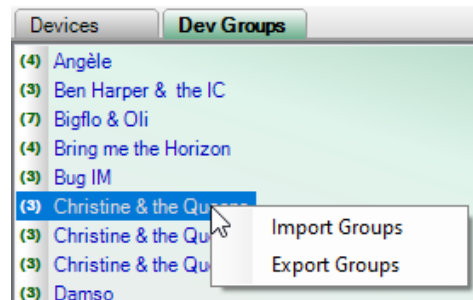 Devices Dev Groups
(4) Angèle
(3) Ben Harper & the IC
(7) Bigflo & Oli
(4) Bring me the Horizon
(3) Bug IM
(3) Christine & the Queens
(3) Christine & the Qu
(3) Christine & the Qu
(3) Damso
Import Groups
Export Groups